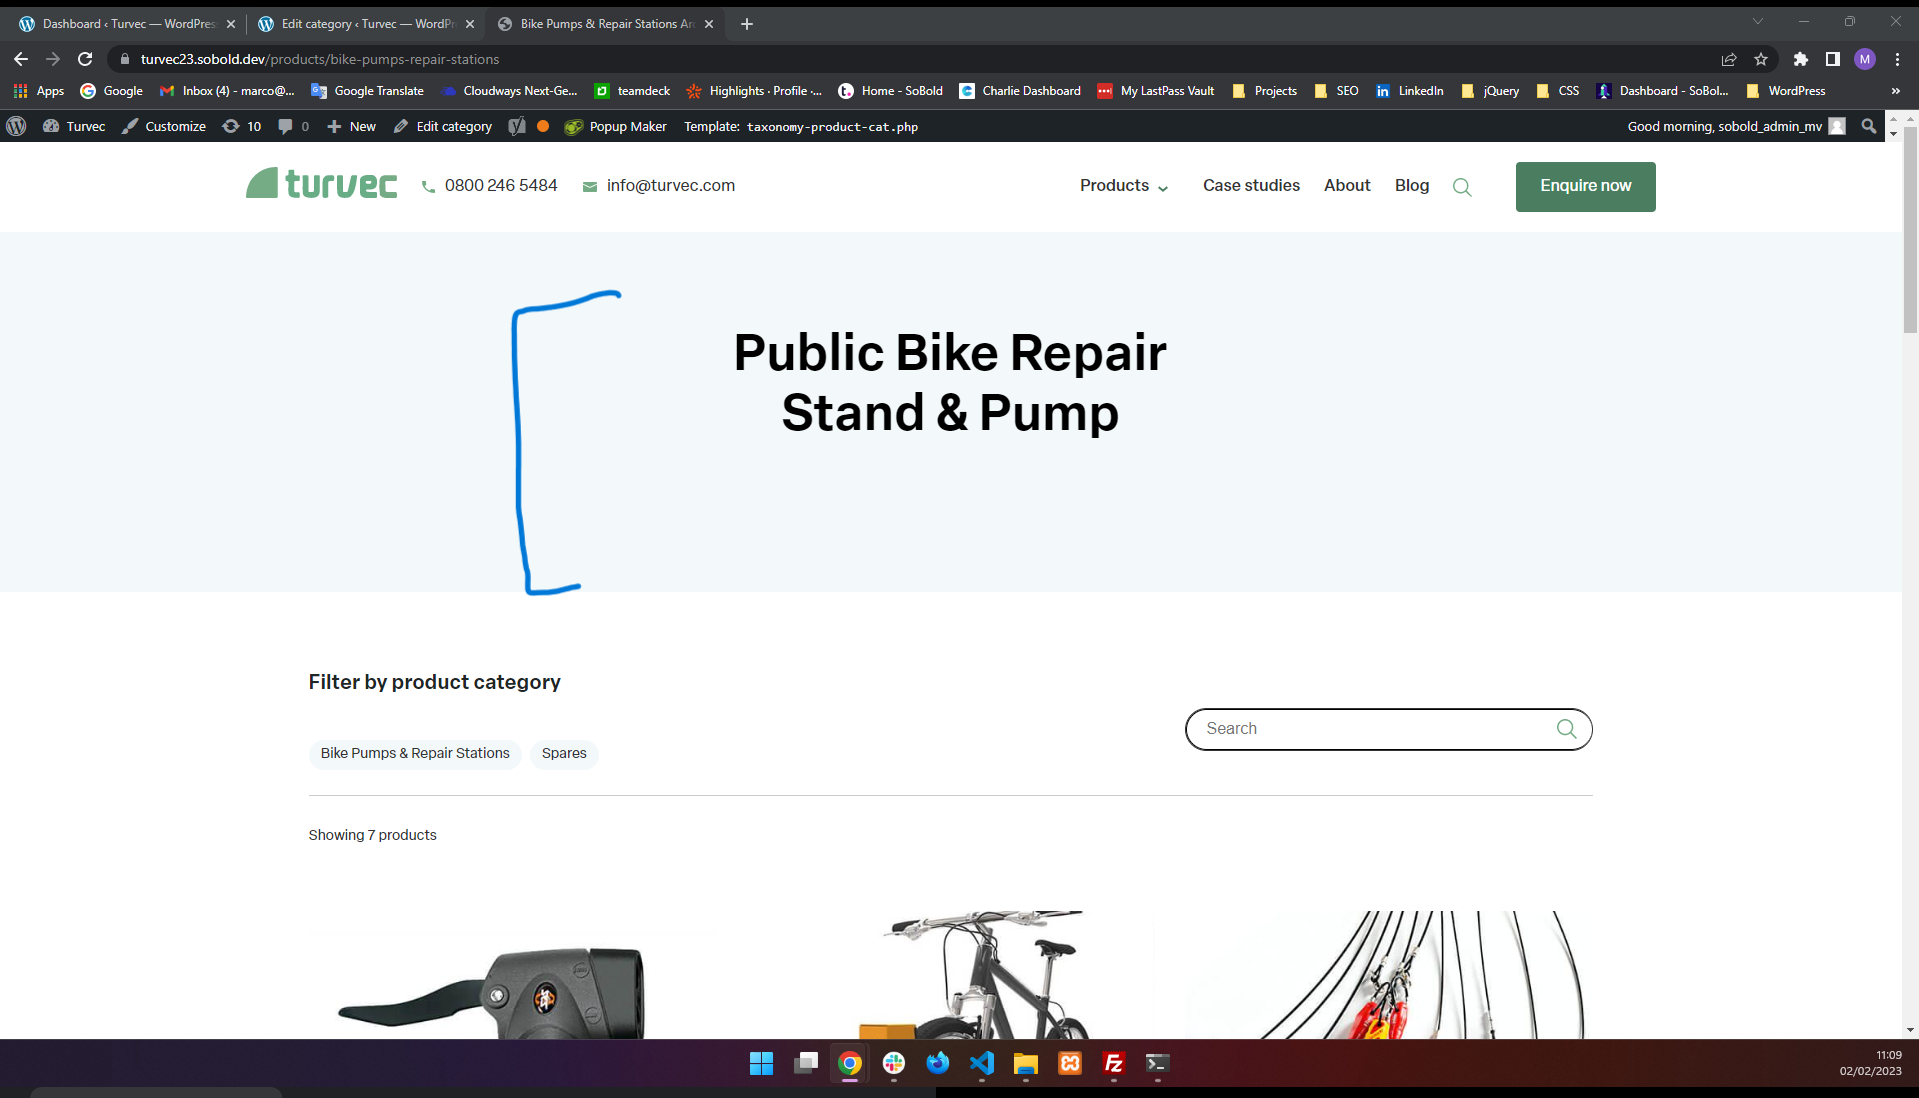 Dashboard ‹ Turvec — WordPres
Edit category ‹ Turvec — WordPr
Bike Pumps & Repair Stations Arc
turvec23.sobold.dev/products/bike-pumps-repair-stations
M
Apps
Google
Inbox (4) - marco@...
Google Translate
Cloudways Next-Ge...
teamdeck
Highlights · Profile ·...
Home - SoBold
Charlie Dashboard
My LastPass Vault
Projects
SEO
LinkedIn
jQuery
CSS
Dashboard - SoBol...
WordPress
»
Turvec
Customize
10
0
New
Edit category
Popup Maker
Template: taxonomy-product-cat.php
Good morning, sobold_admin_mv
turvec
0800 246 5484
info@turvec.com
Products
Case studies
About
Blog
Enquire now
Public Bike Repair
Stand & Pump
Filter by product category
Search
Bike Pumps & Repair Stations
Spares
Showing 7 products
11:09
02/02/2023